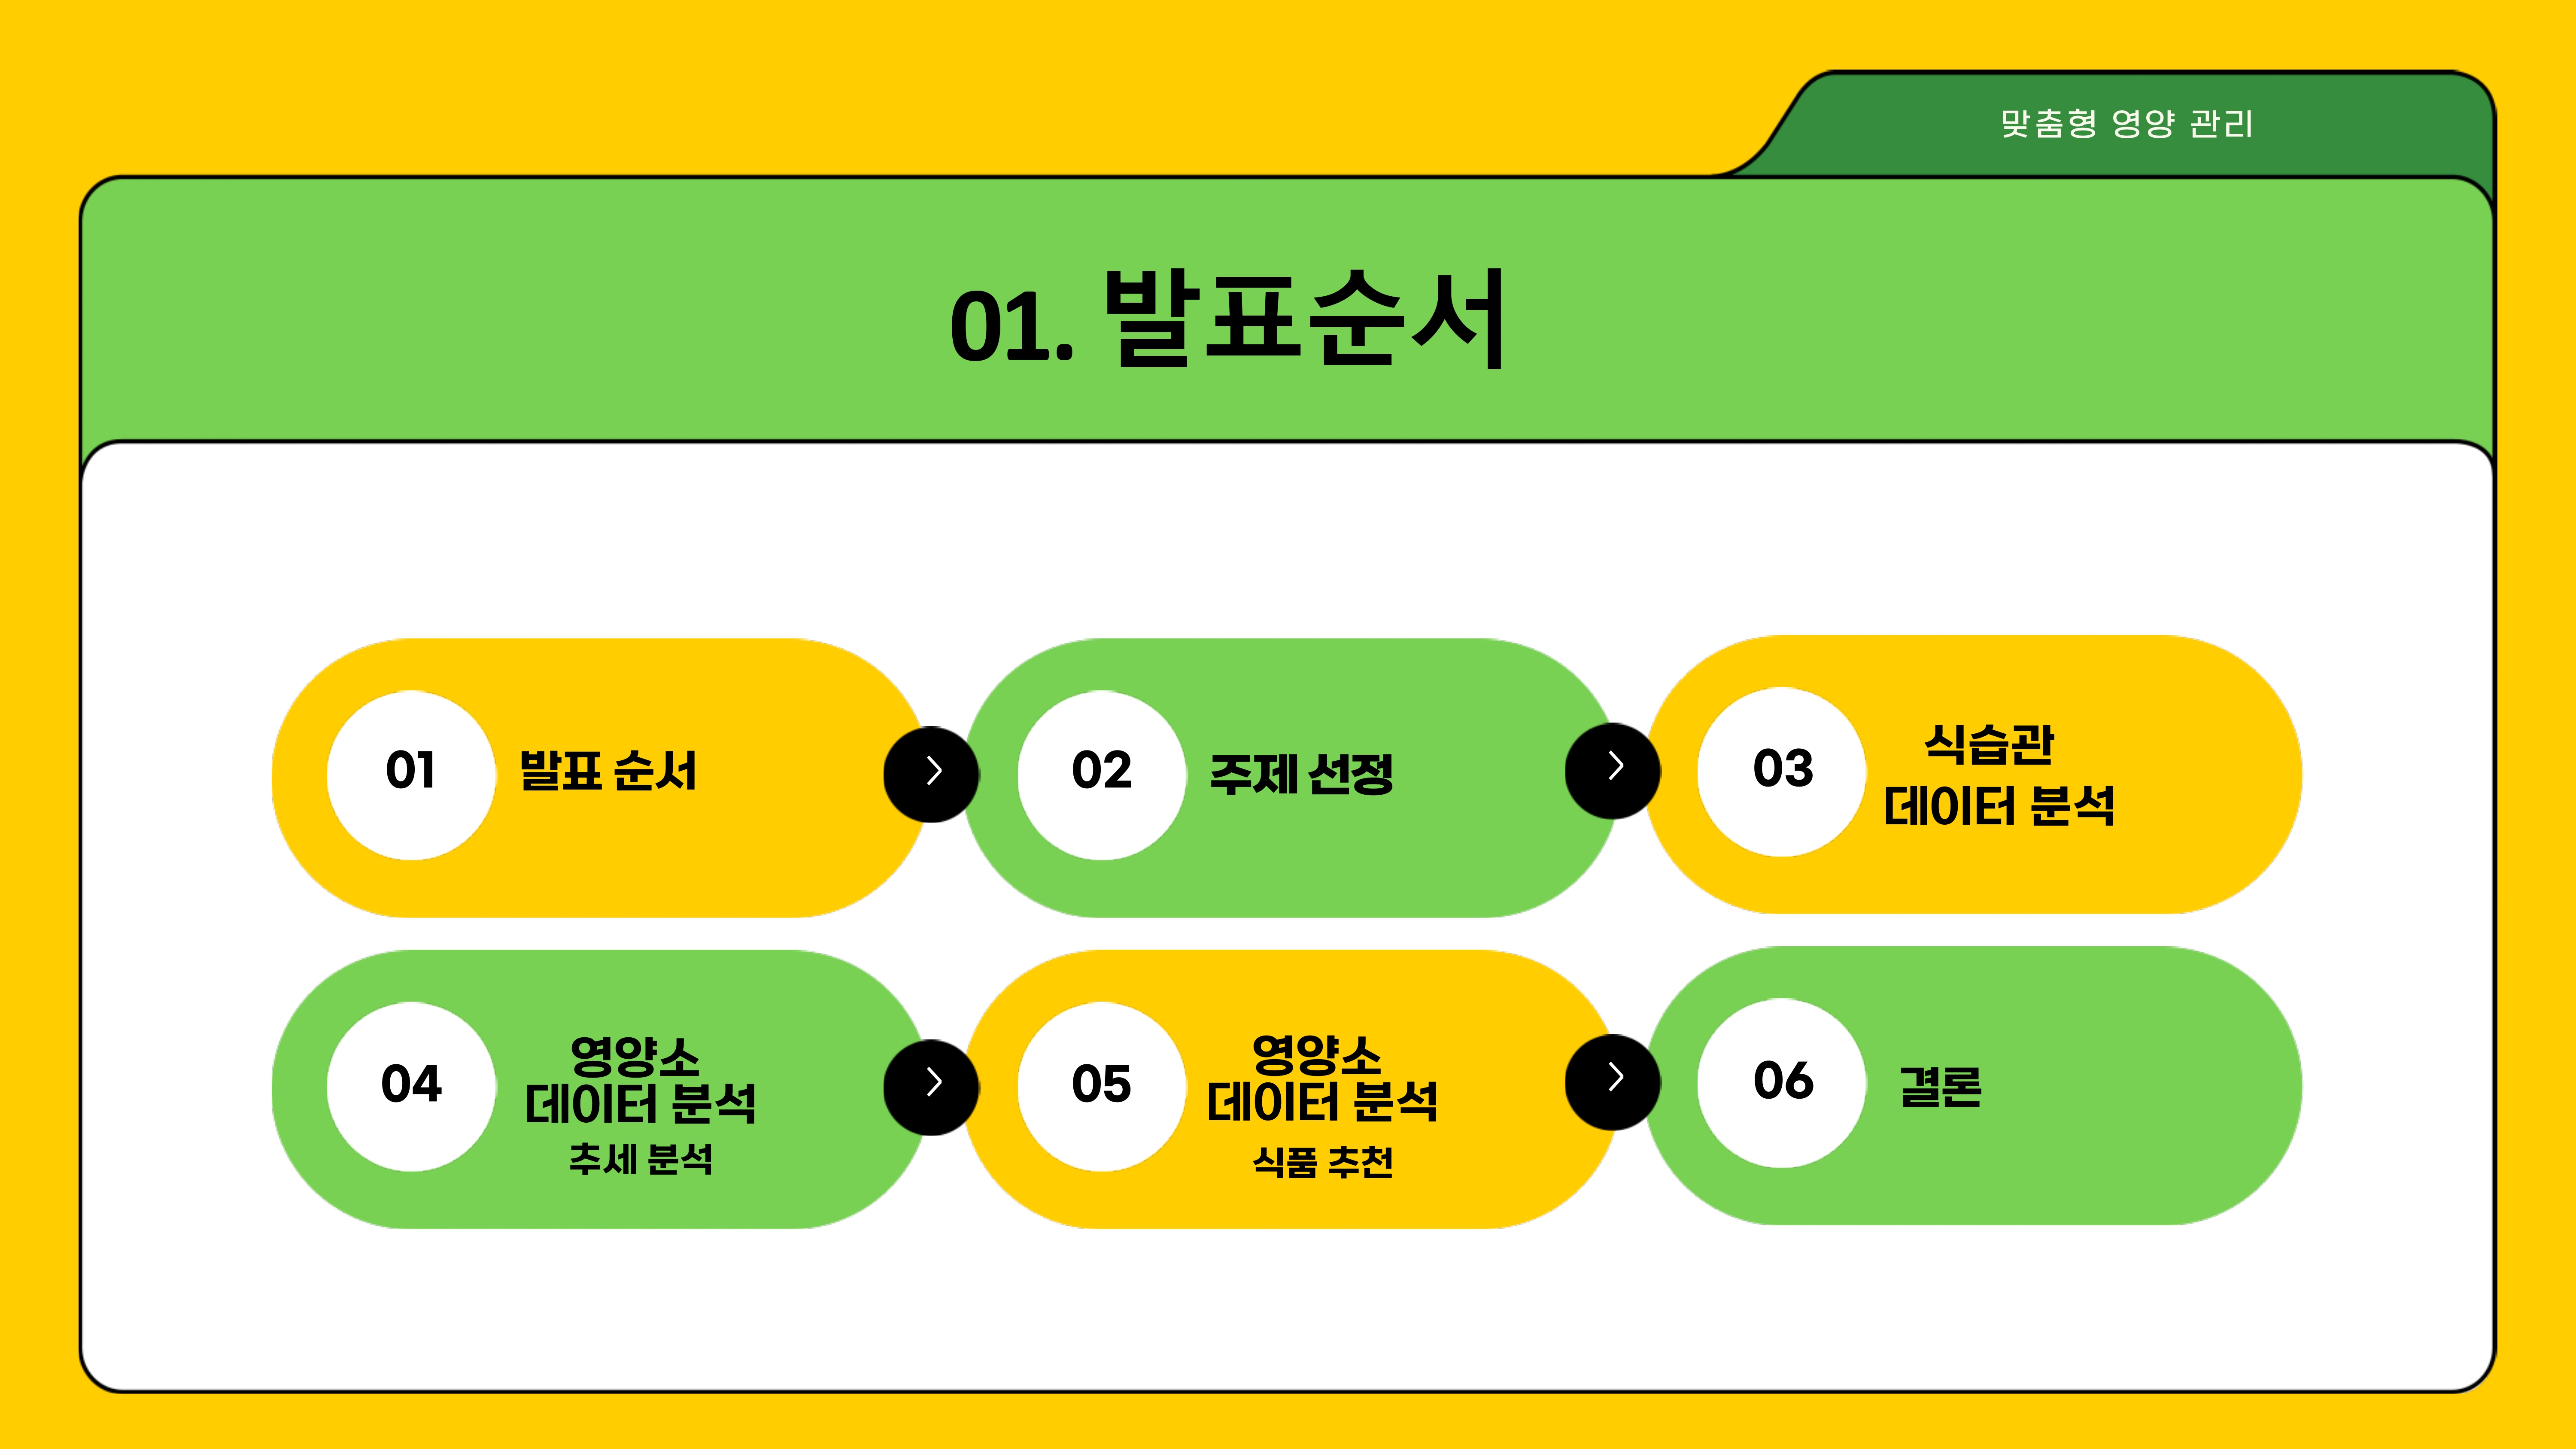 맞춤형 영양 관리
01. 발표순서
01
발표 순서
02
주제 선정
03
식습관
데이터 분석
04
영양소
데이터 분석
추세 분석
05
영양소
데이터 분석
식품 추천
06
결론